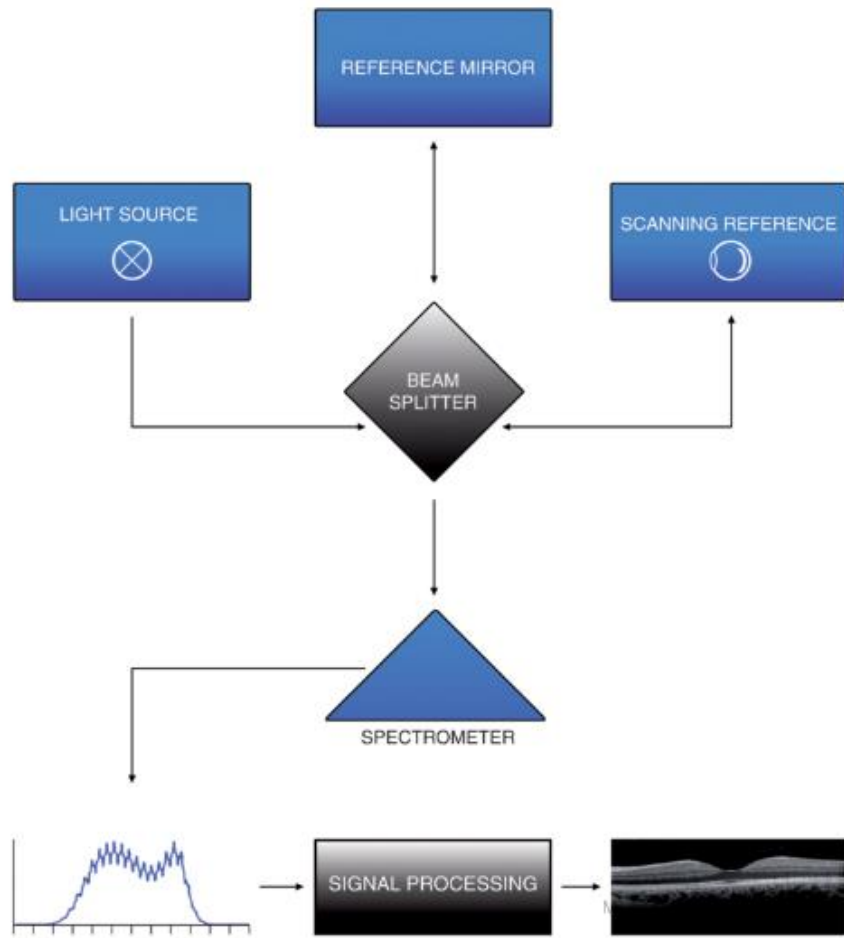 REFERENCE MIRROR
LIGHT SOURCE
SCANNING REFERENCE
BEAM
SPLITTER
SPECTROMETER
SIGNAL PROCESSING